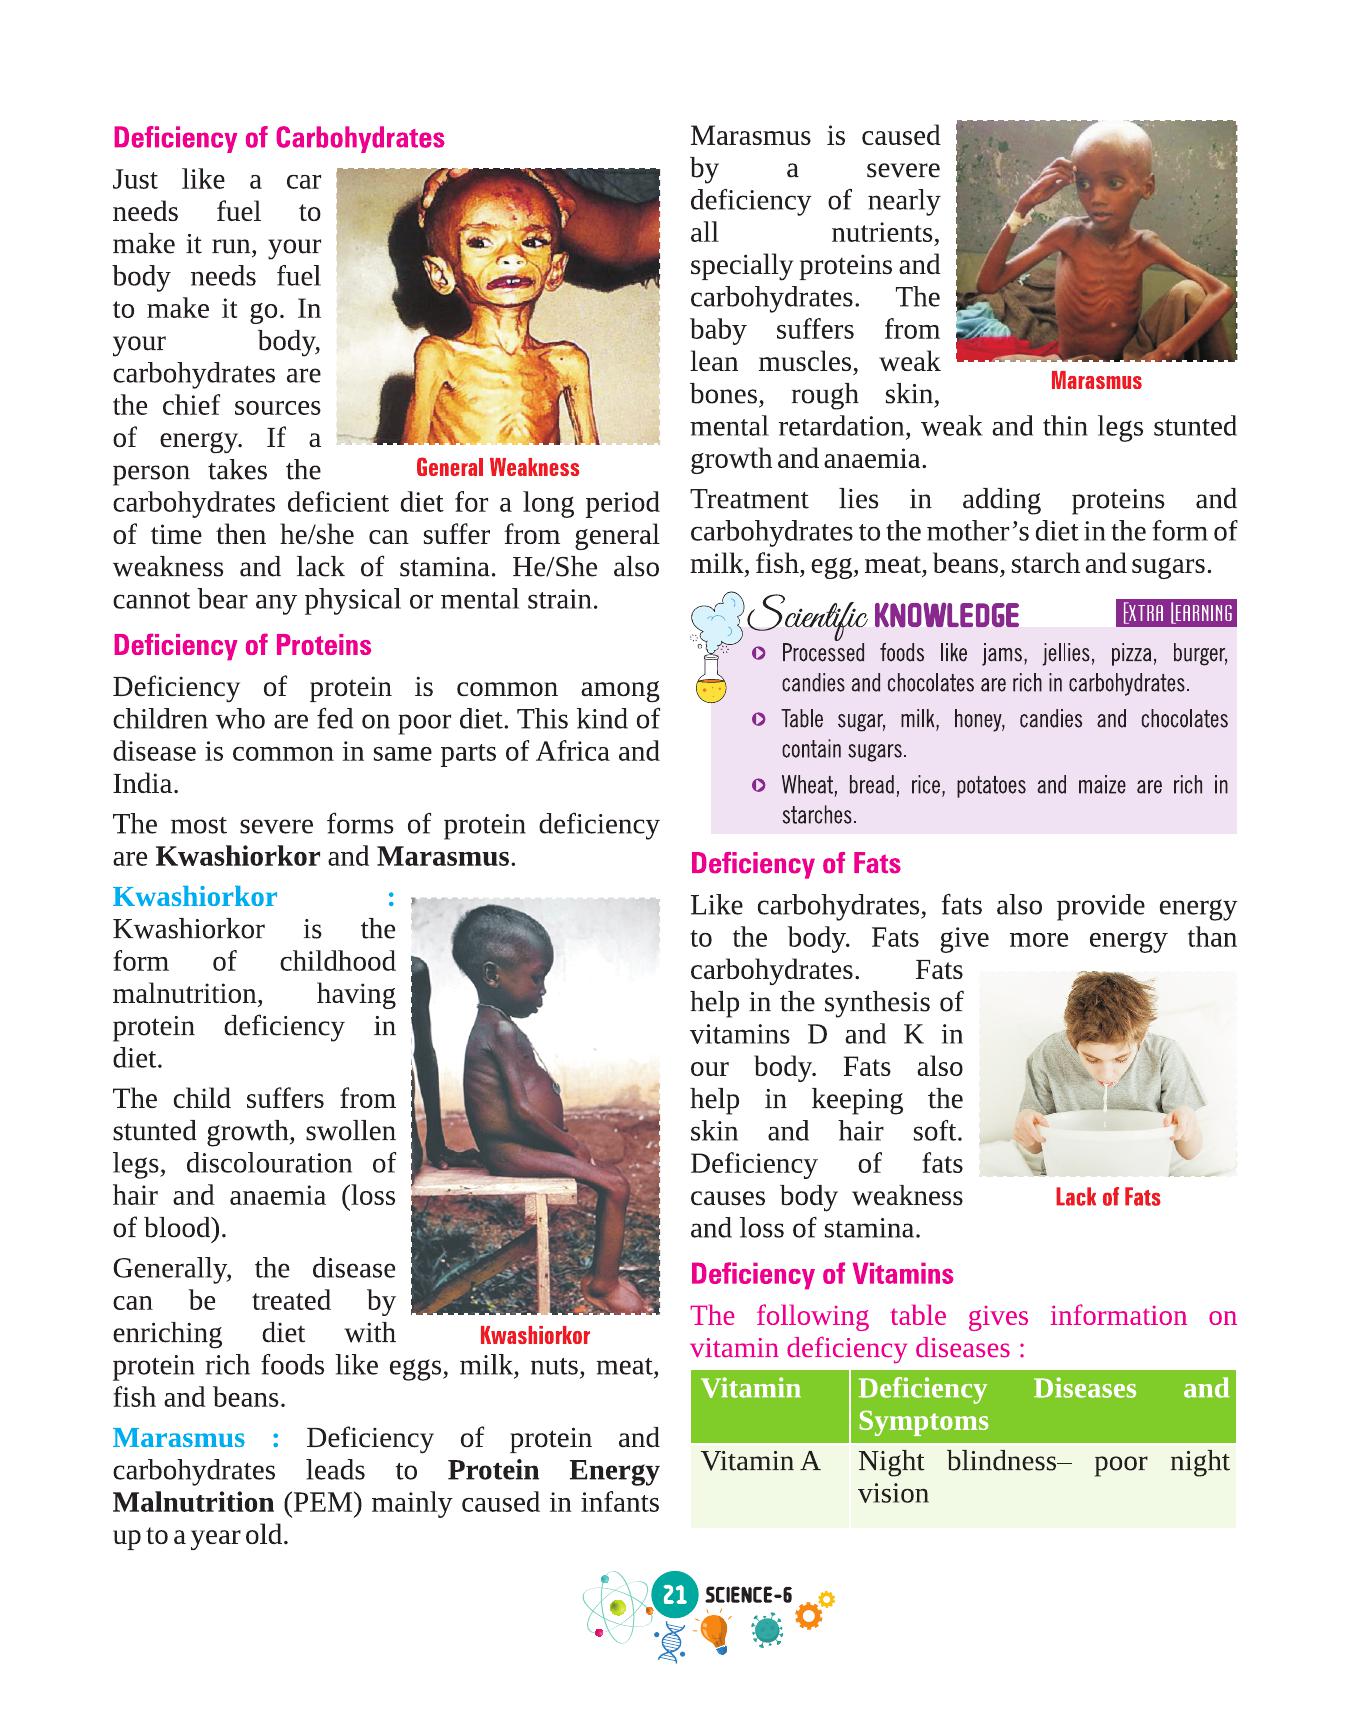 Deficiency of Carbohydrates
Just like a car
needs fuel to
make it run, your
body needs fuel
to make it go. In
your body,
carbohydrates are
the chief sources
of energy. If a
person takes the
General Weakness
carbohydrates deficient diet for a long period
of time then he/she can suffer from general
weakness and lack of stamina. He/She also
cannot bear any physical or mental strain.
Deficiency of Proteins
Deficiency of protein is common among
children who are fed on poor diet. This kind of
disease is common in same parts of Africa and
India.
The most severe forms of protein deficiency
are Kwashiorkor and Marasmus.
Kwashiorkor :
Kwashiorkor is the
form of childhood
malnutrition, having
protein deficiency in
diet.
The child suffers from
stunted growth, swollen
legs, discolouration of
hair and anaemia (loss
of blood).
Generally, the disease
can be treated by
enriching diet with
Kwashiorkor
protein rich foods like eggs, milk, nuts, meat,
fish and beans.
Marasmus : Deficiency of protein and
carbohydrates leads to Protein Energy
Malnutrition (PEM) mainly caused in infants
up to a year old.
Marasmus is caused
by a severe
deficiency of nearly
all nutrients,
specially proteins and
carbohydrates. The
baby suffers from
lean muscles, weak
bones, rough skin,
Marasmus
mental retardation, weak and thin legs stunted
growth and anaemia.
Treatment lies in adding proteins and
carbohydrates to the mother’s diet in the form of
milk, fish, egg, meat, beans, starch and sugars.
Scientific KNOWLEDGE EXTRA LEARNING
Processed foods like jams, jellies, pizza, burger,
candies and chocolates are rich in carbohydrates.
Table sugar, milk, honey, candies and chocolates
contain sugars.
Wheat, bread, rice, potatoes and maize are rich in
starches.
Deficiency of Fats
Like carbohydrates, fats also provide energy
to the body. Fats give more energy than
carbohydrates. Fats
help in the synthesis of
vitamins D and K in
our body. Fats also
help in keeping the
skin and hair soft.
Deficiency of fats
causes body weakness
and loss of stamina.
Lack of Fats
Deficiency of Vitamins
The following table gives information on
vitamin deficiency diseases :
Vitamin Deficiency Diseases and
Symptoms
Vitamin A Night blindness– poor night
vision
21 SCIENCE-6